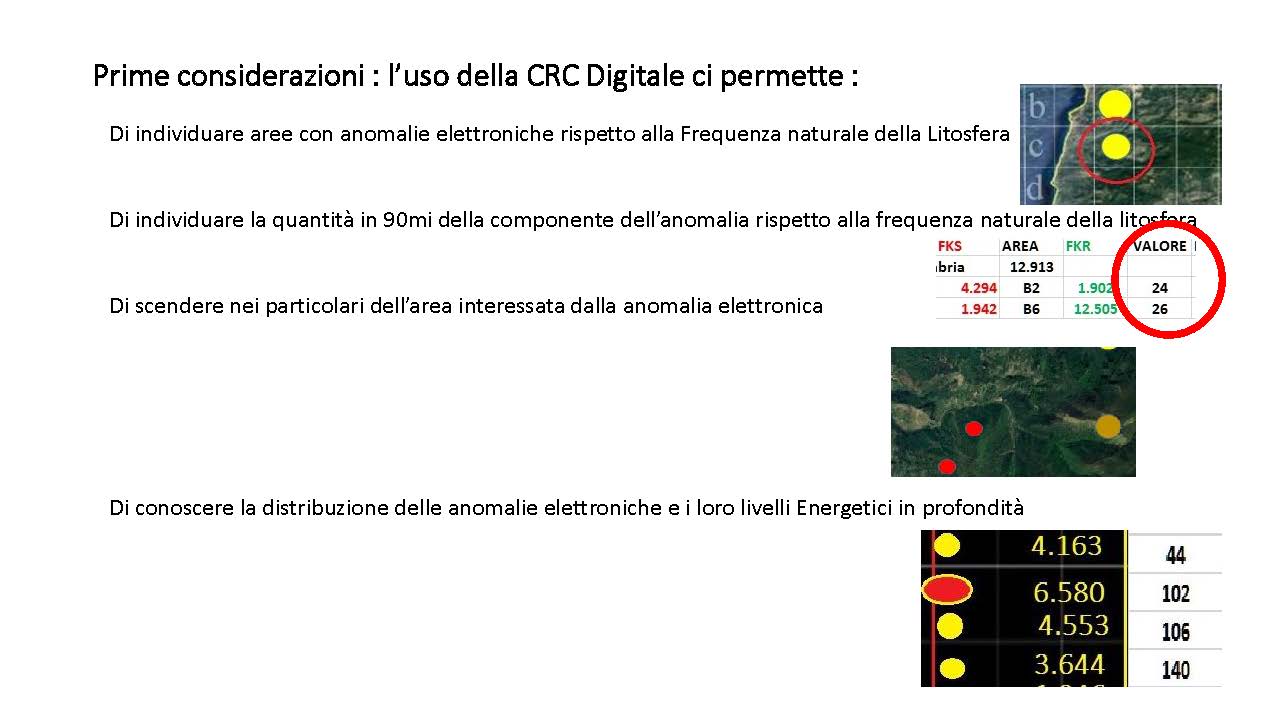 Prime considerazioni : l'uso della CRC Digitale ci permette :
b
Di individuare aree con anomalie elettroniche rispetto alla Frequenza naturale della Litosfera
c
d
Di individuare la quantità in 90mi della componente dell'anomalia rispetto alla frequenza naturale della litosfera
FKS AREA FKR VALORE
bria 12.913
4.294 B2 1.902 24
1.942 B6 12.505 26
Di scendere nei particolari dell'area interessata dalla anomalia elettronica
Di conoscere la distribuzione delle anomalie elettroniche e i loro livelli Energetici in profondità
4.163 44
6.580 102
4.553 106
3.644 140